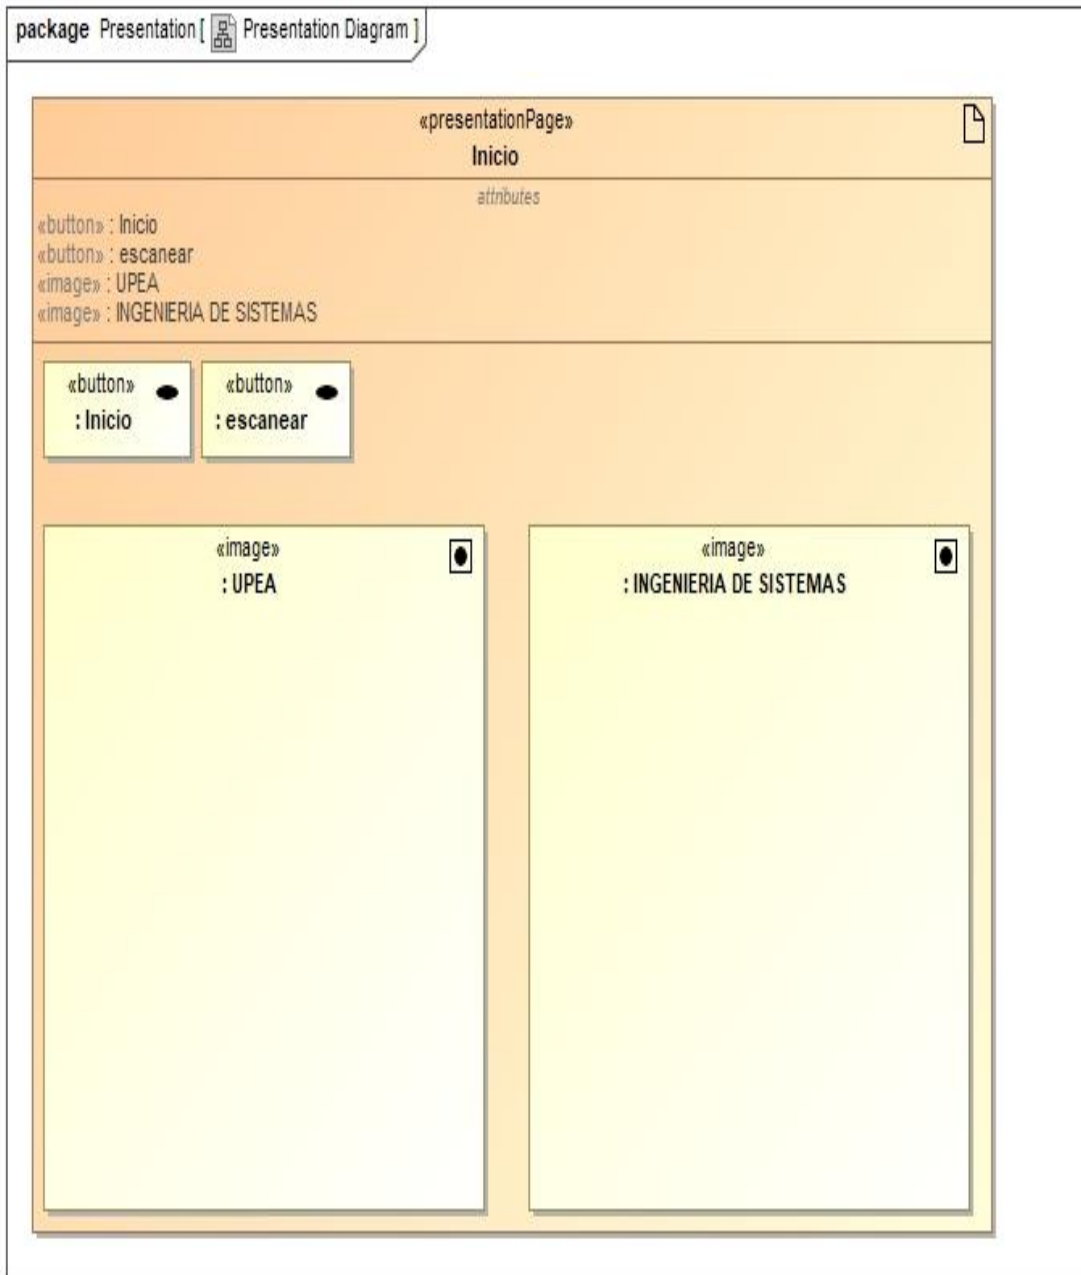 package Presentation [ Presentation Diagram ]
«presentationPage»
Inicio
attributes
«button» : Inicio
«button» : escanear
«image» : UPEA
«image» : INGENIERIA DE SISTEMAS
«button»
: Inicio
«button»
: escanear
«image»
: UPEA
«image»
: INGENIERIA DE SISTEMAS